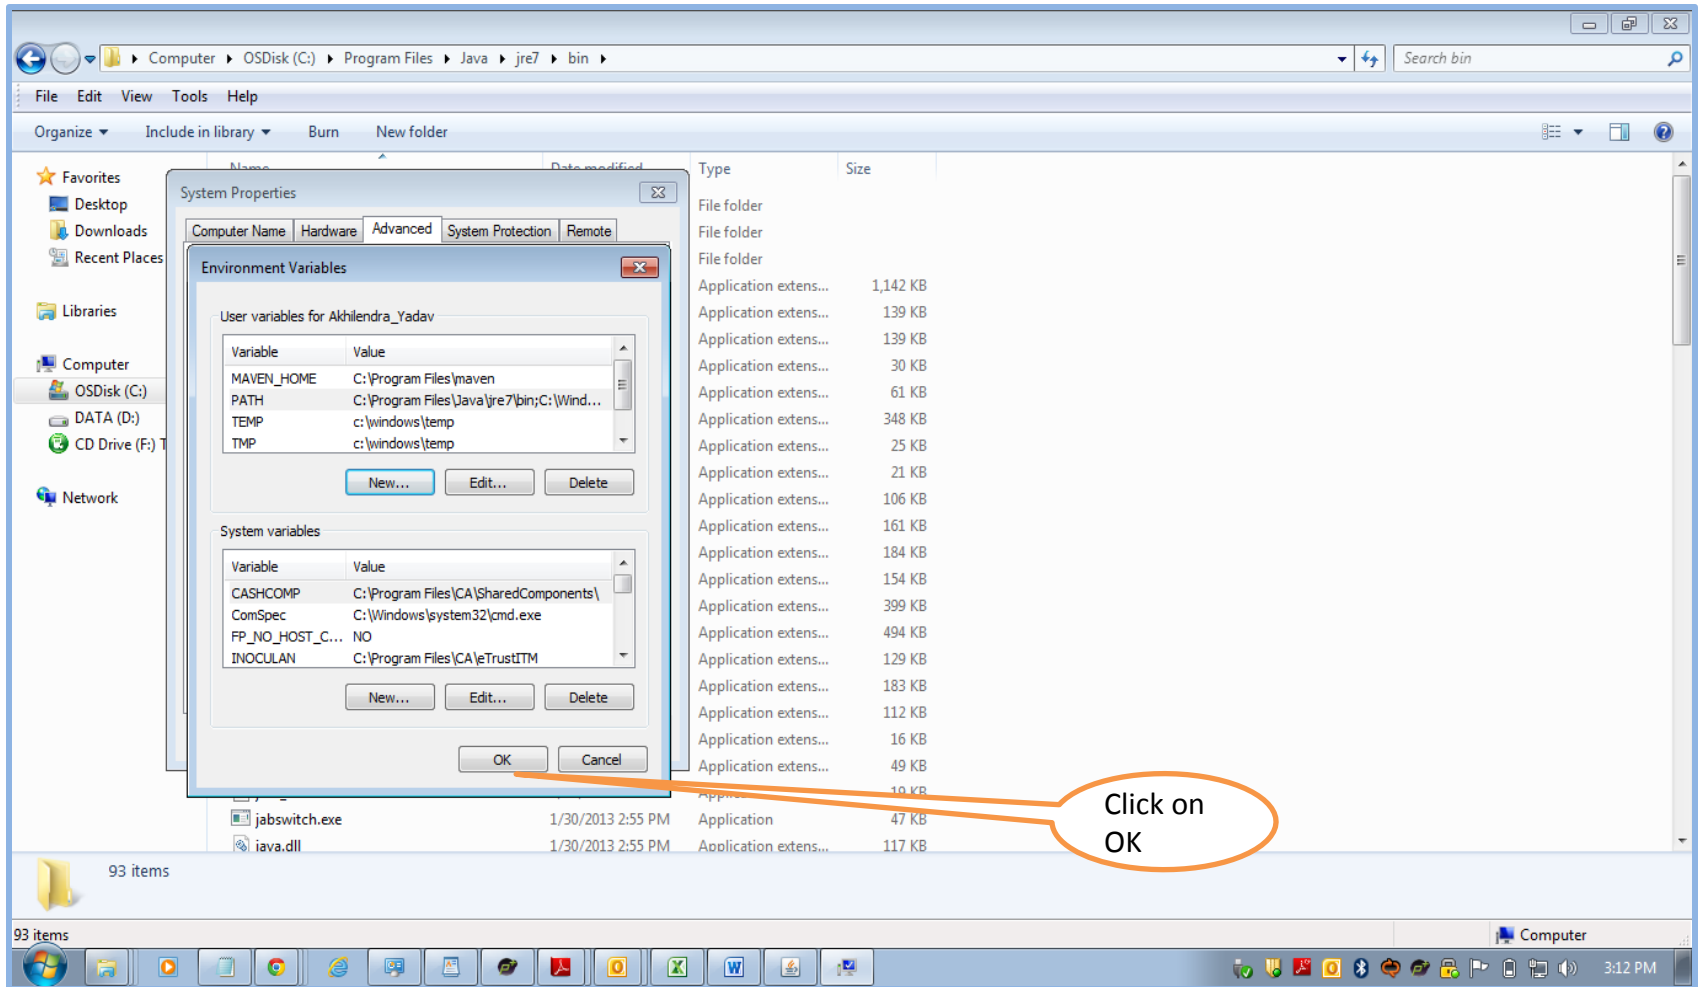 Computer OSDisk (C:) Program Files Java jre7 bin
Search bin
File Edit View Tools Help
Organize Include in library Burn New folder
Name Date modified Type Size
Favorites
Desktop
Downloads
Recent Places
Libraries
Computer
OSDisk (C:)
DATA (D:)
CD Drive (F:) T
Network
System Properties
Computer Name Hardware Advanced System Protection Remote
Environment Variables
User variables for Akhilendra_Yadav
Variable Value
MAVEN_HOME C:\Program Files\maven
PATH C:\Program Files\Java\jre7\bin;C:\Wind...
TEMP c:\windows\temp
TMP c:\windows\temp
New... Edit... Delete
System variables
Variable Value
CASHCOMP C:\Program Files\CA\SharedComponents\
ComSpec C:\Windows\system32\cmd.exe
FP_NO_HOST_C... NO
INOCULAN C:\Program Files\CA\eTrustITM
New... Edit... Delete
OK Cancel
File folder
File folder
File folder
Application extens... 1,142 KB
Application extens... 139 KB
Application extens... 139 KB
Application extens... 30 KB
Application extens... 61 KB
Application extens... 348 KB
Application extens... 25 KB
Application extens... 21 KB
Application extens... 106 KB
Application extens... 161 KB
Application extens... 184 KB
Application extens... 154 KB
Application extens... 399 KB
Application extens... 494 KB
Application extens... 129 KB
Application extens... 183 KB
Application extens... 112 KB
Application extens... 16 KB
Application extens... 49 KB
19 KB
jabswitch.exe 1/30/2013 2:55 PM Application 47 KB
java.dll 1/30/2013 2:55 PM Application extens... 117 KB
Click on
OK
93 items
93 items
Computer
3:12 PM